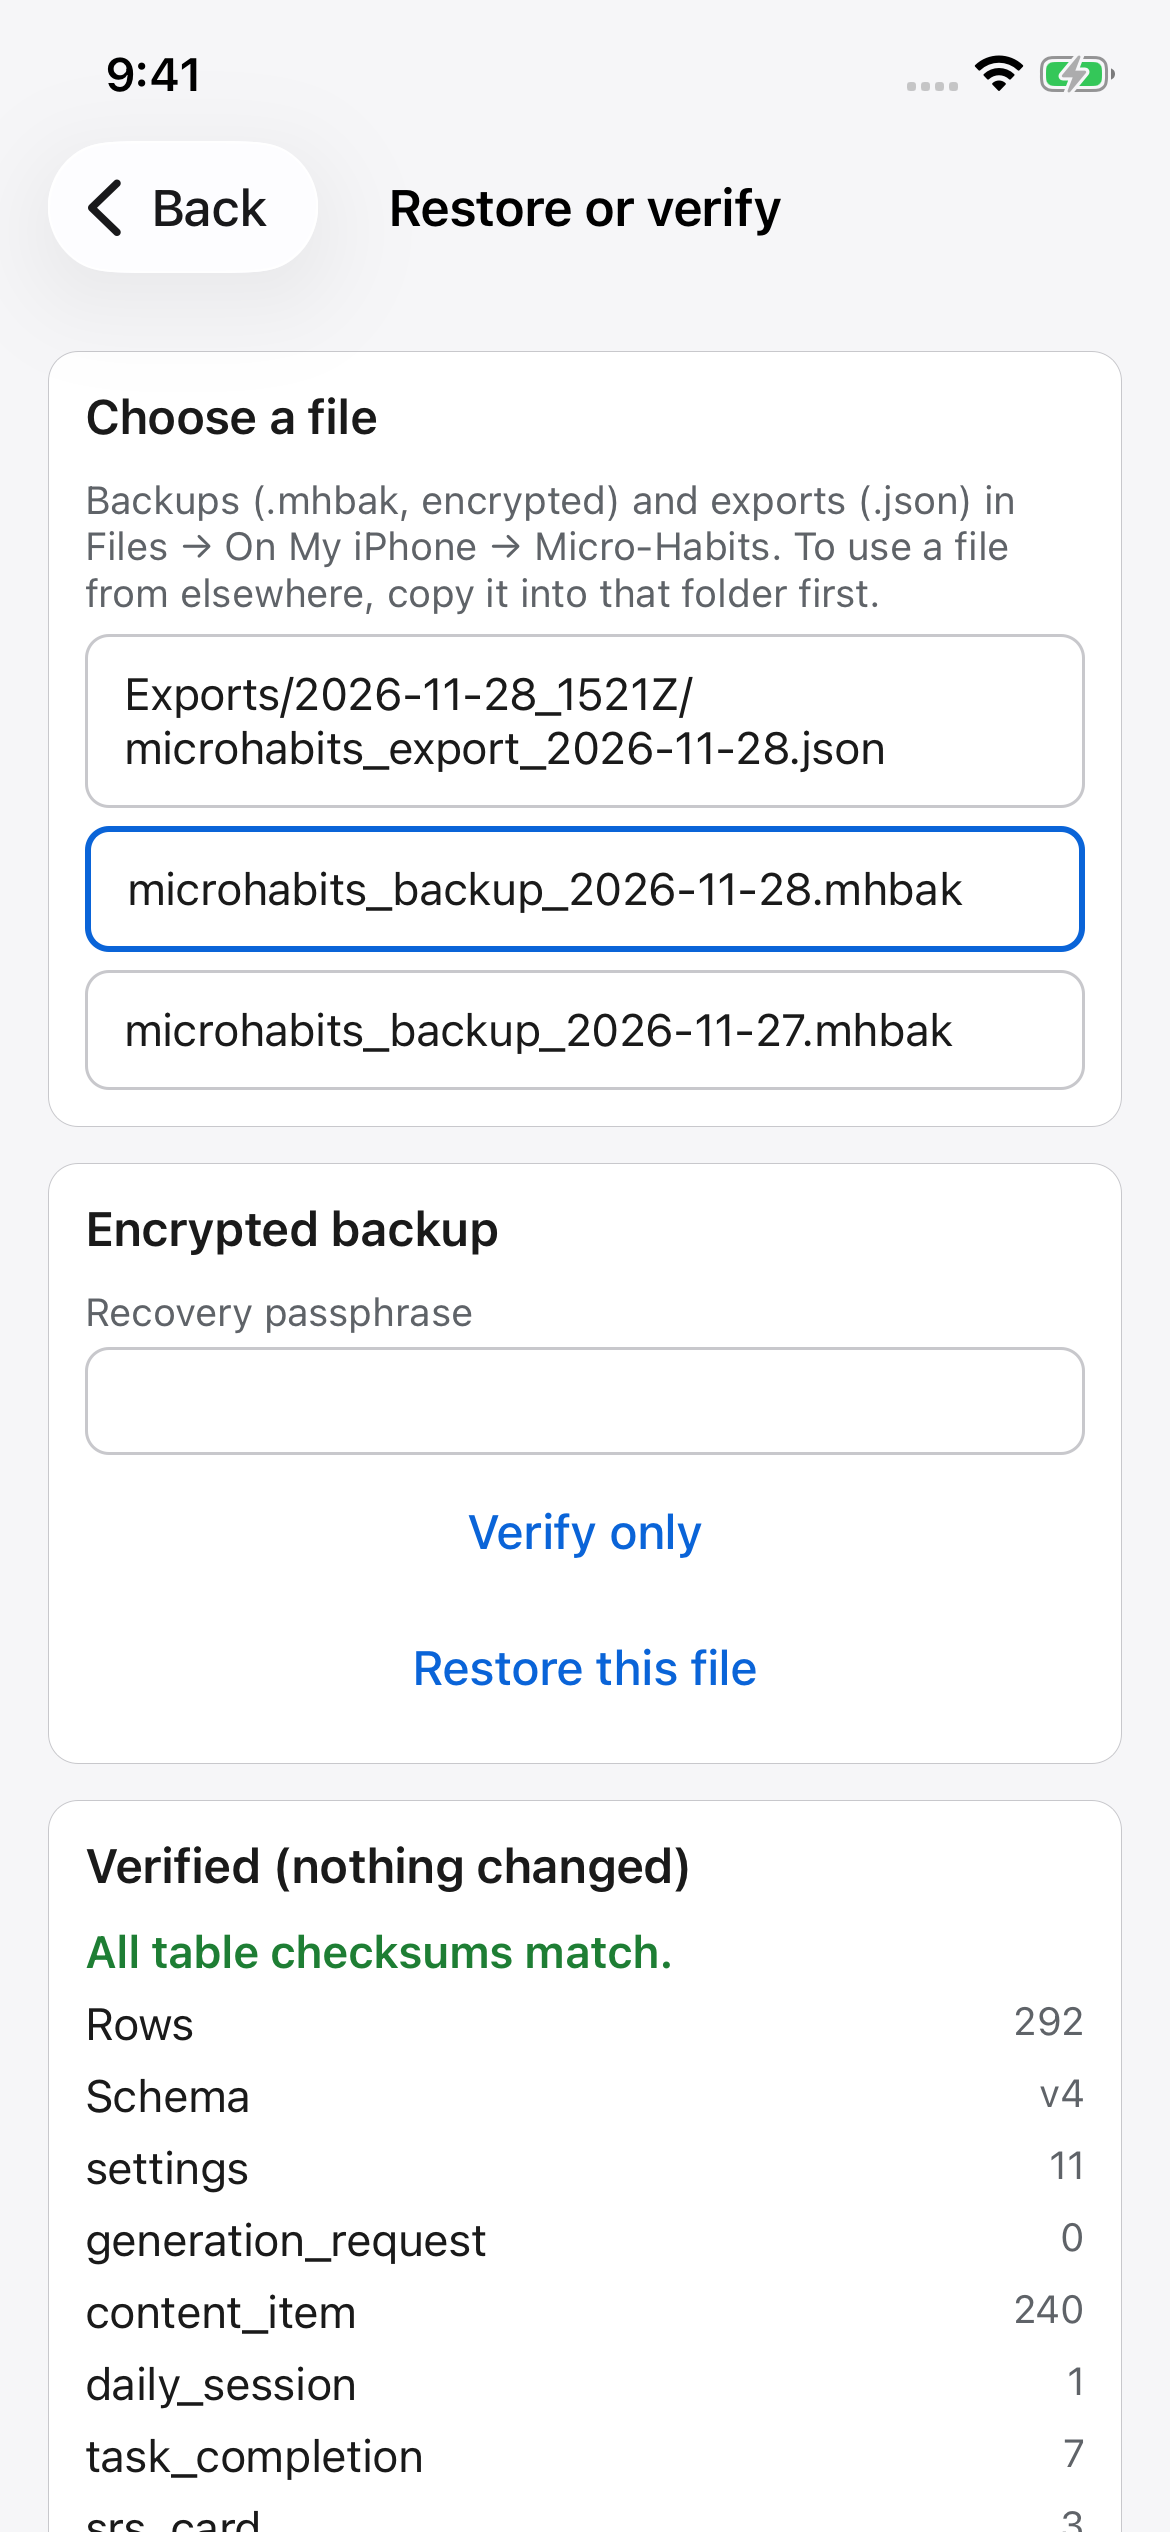 9:41
Back
Restore or verify
Choose a file
Backups (.mhbak, encrypted) and exports (.json) in
Files → On My iPhone → Micro-Habits. To use a file
from elsewhere, copy it into that folder first.
Exports/2026-11-28_1521Z/
microhabits_export_2026-11-28.json
microhabits_backup_2026-11-28.mhbak
microhabits_backup_2026-11-27.mhbak
Encrypted backup
Recovery passphrase
Verify only
Restore this file
Verified (nothing changed)
All table checksums match.
Rows 292
Schema v4
settings 11
generation_request 0
content_item 240
daily_session 1
task_completion 7
srs_card 3